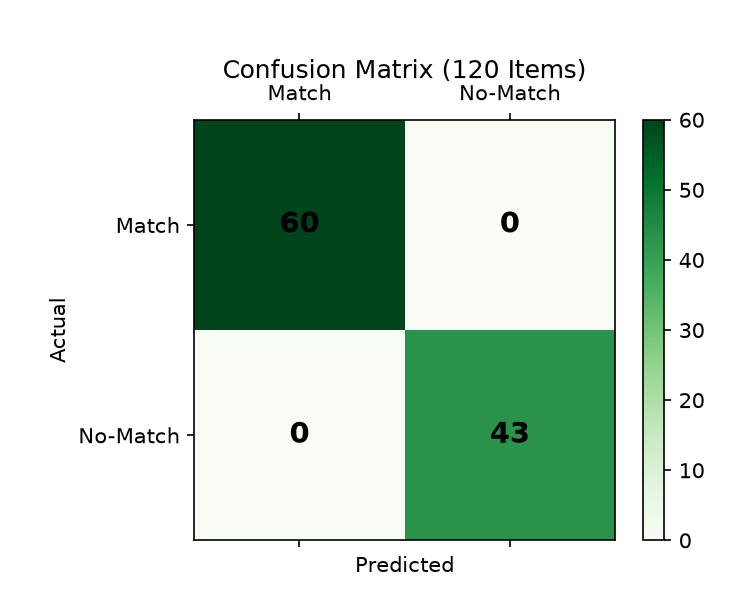 Confusion Matrix (120 Items)
Match No-Match
60
Match 60 0
50
40
Actual
30
20
No-Match 0 43
10
0
Predicted